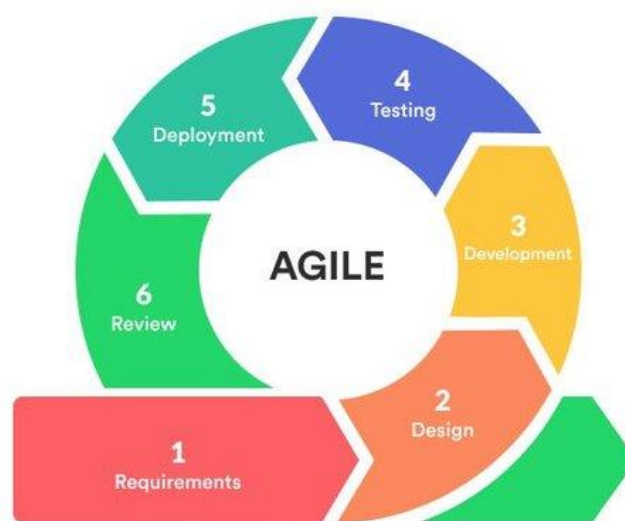 AGILE
1
Requirements
2
Design
3
Development
4
Testing
5
Deployment
6
Review